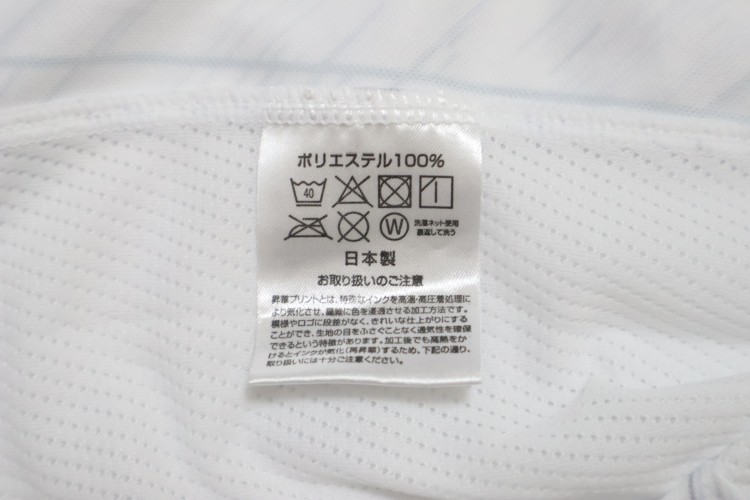 ポリエステル100%
40
W
洗濯ネット使用
裏返して洗う
日本製
お取り扱いのご注意
昇華プリントとは、特殊なインクを高温・高圧着処理に
より気化させ、繊維に色を浸透させる加工方法です。
模様やロゴに段差がなく、きれいな仕上がりにする
ことができ、生地の目をふさぐことなく通気性を確保
できるという特徴があります。加工後でも高熱をか
けるとインクが気化(再昇華)するため、下記の通り、
取り扱いには十分ご注意ください。